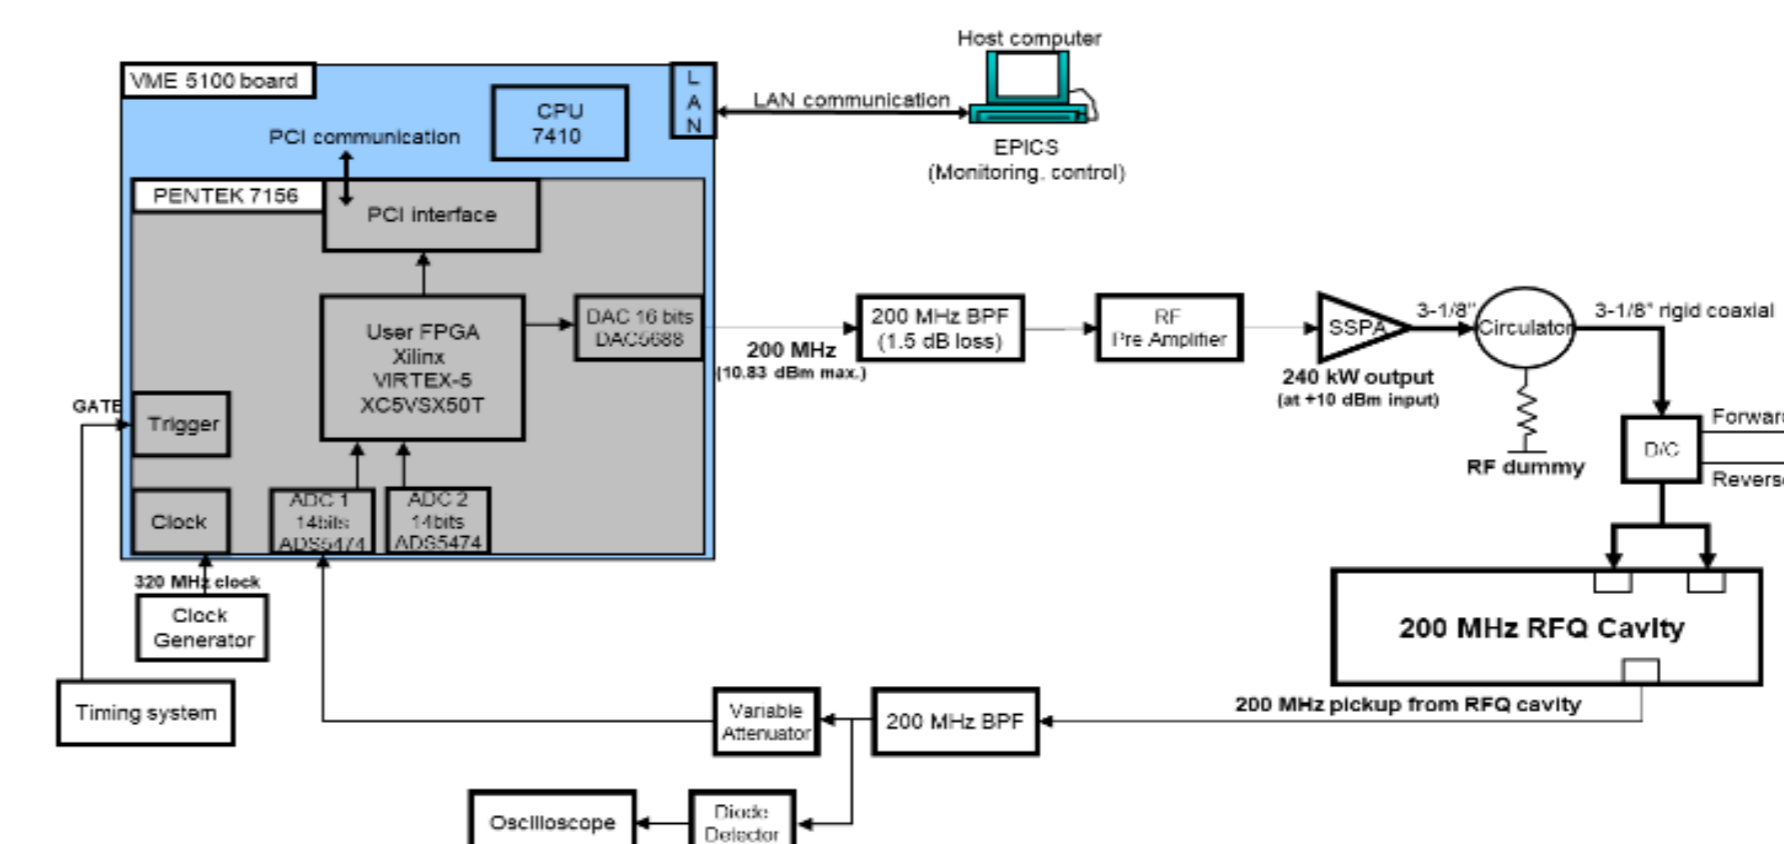 Host computer
VME 5100 board
L
A
N
CPU
7410
LAN communication
PCI communication
EPICS
(Monitoring, control)
PENTEK 7156
PCI interface
User FPGA
Xilinx
VIRTEX-5
XC5VSX50T
DAC 16 bits
DAC5688
200 MHz
(10.83 dBm max.)
200 MHz BPF
(1.5 dB loss)
RF
Pre Amplifier
SSPA
240 kW output
(at +10 dBm input)
3-1/8"
Circulator
3-1/8" rigid coaxial
RF dummy
D/C
Forward
Reverse
GATE
Trigger
Clock
ADC 1
14bits
ADS5474
ADC 2
14bits
ADS5474
320 MHz clock
Clock
Generator
Timing system
200 MHz RFQ Cavity
200 MHz pickup from RFQ cavity
200 MHz BPF
Variable
Attenuator
Diode
Detector
Oscilloscope